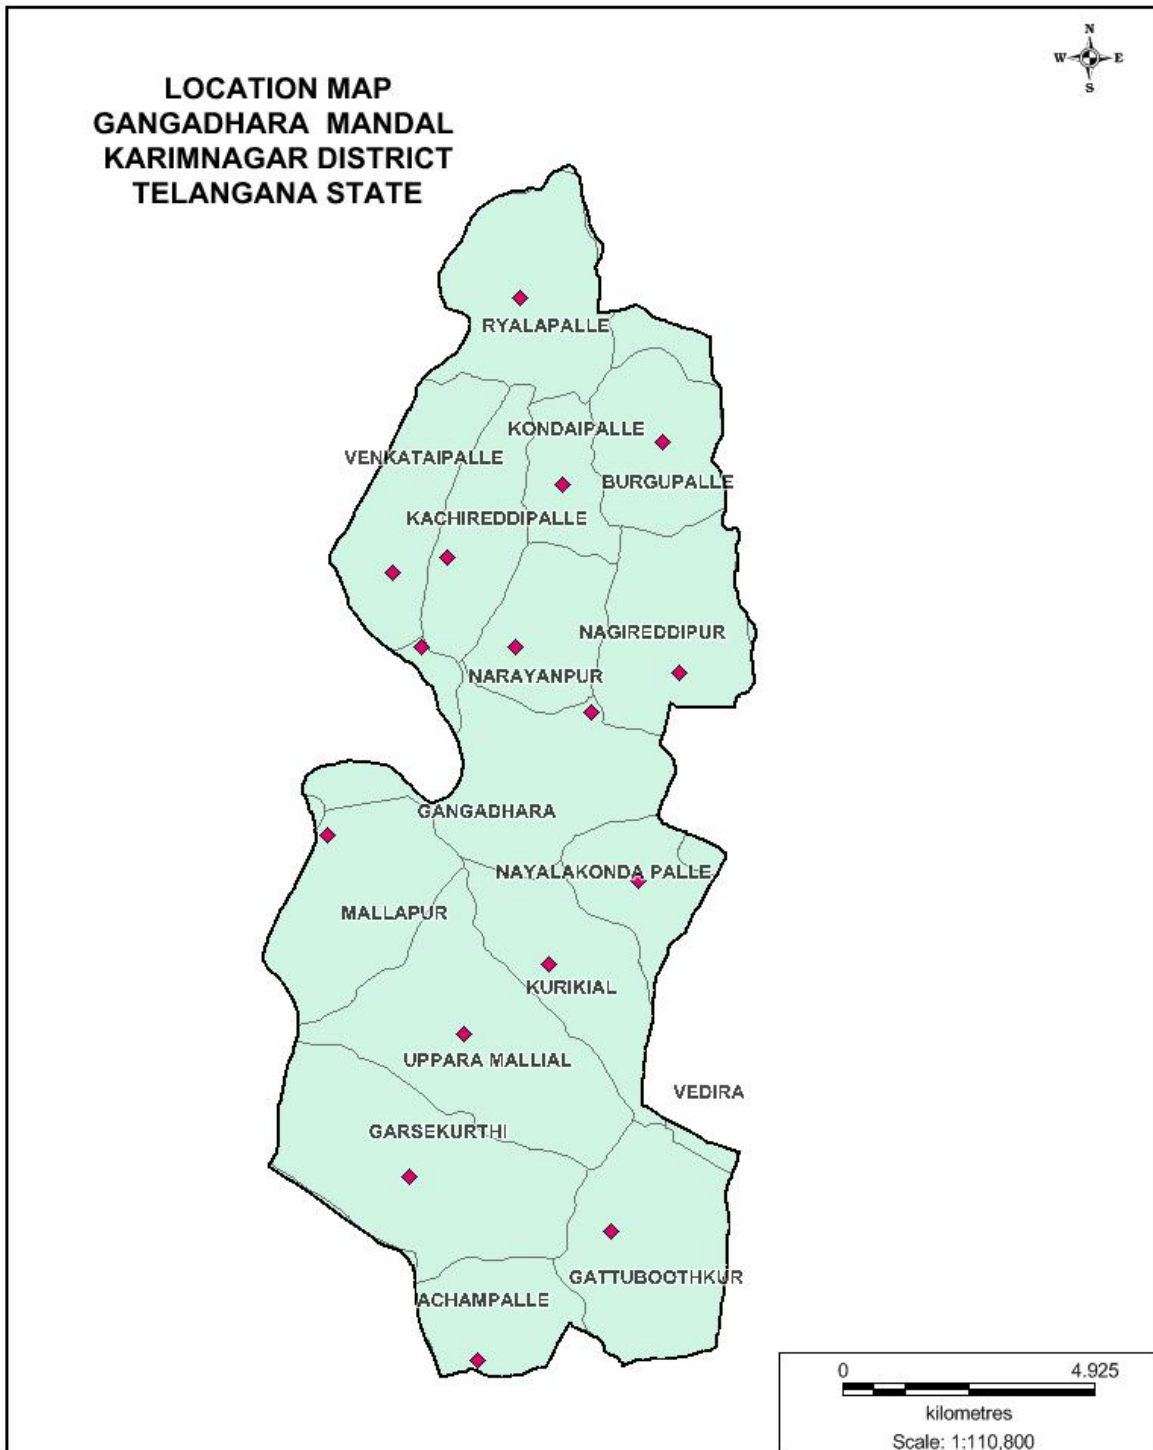 N
W E
S
LOCATION MAP
GANGADHARA MANDAL
KARIMNAGAR DISTRICT
TELANGANA STATE
RYALAPALLE
KONDAIPALLE
VENKATAIPALLE
BURGUPALLE
KACHIREDDIPALLE
NAGIREDDIPUR
NARAYANPUR
GANGADHARA
NAYALAKONDA PALLE
MALLAPUR
KURIKIAL
UPPARA MALLIAL
VEDIRA
GARSEKURTHI
GATTUBOOTHKUR
ACHAMPALLE
0 4.925
kilometres
Scale: 1:110,800